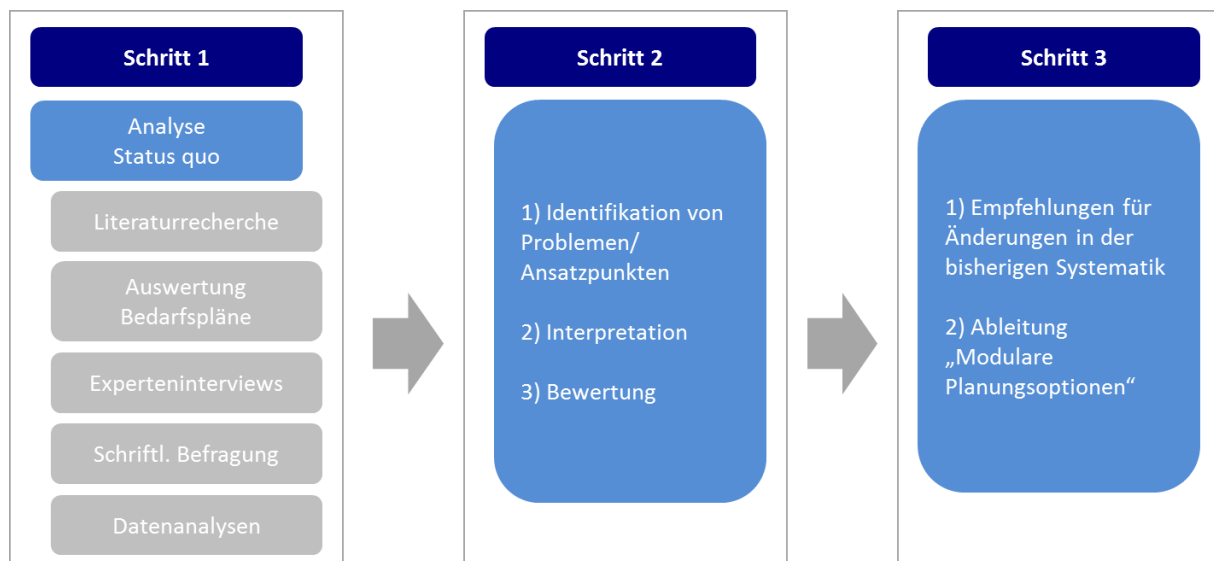 Schritt 1
Analyse
Status quo
Literaturrecherche
Auswertung
Bedarfspläne
Experteninterviews
Schriftl. Befragung
Datenanalysen
Schritt 2
1) Identifikation von
Problemen/
Ansatzpunkten
2) Interpretation
3) Bewertung
Schritt 3
1) Empfehlungen für
Änderungen in der
bisherigen Systematik
2) Ableitung
„Modulare
Planungsoptionen“